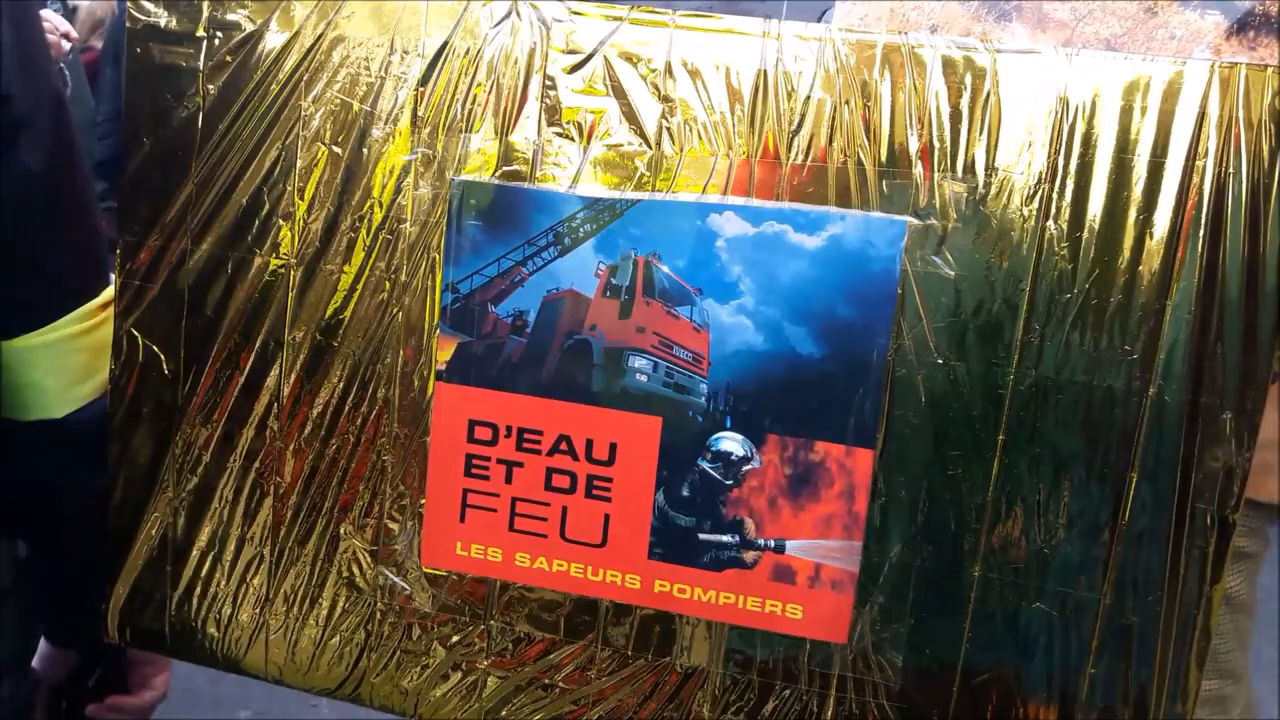 IVECO
D'EAU
ET DE
FEU
LES SAPEURS POMPIERS